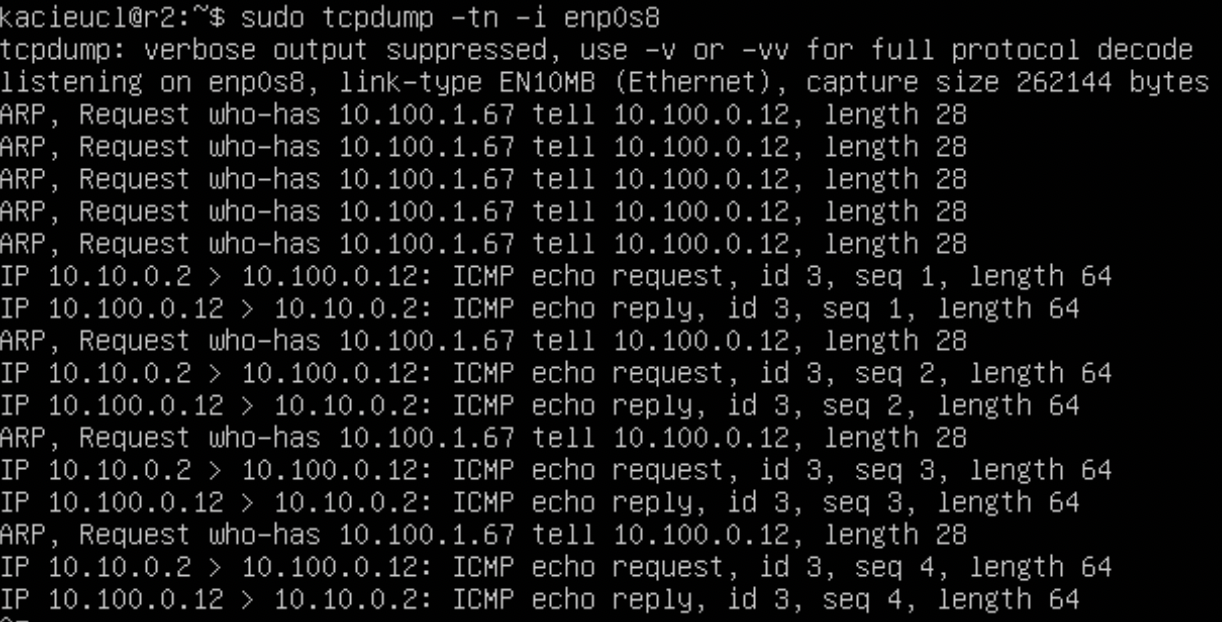 kacieucl@r2:~$ sudo tcpdump -tn -i enp0s8
tcpdump: verbose output suppressed, use -v or -vv for full protocol decode
listening on enp0s8, link-type EN10MB (Ethernet), capture size 262144 bytes
ARP, Request who-has 10.100.1.67 tell 10.100.0.12, length 28
ARP, Request who-has 10.100.1.67 tell 10.100.0.12, length 28
ARP, Request who-has 10.100.1.67 tell 10.100.0.12, length 28
ARP, Request who-has 10.100.1.67 tell 10.100.0.12, length 28
ARP, Request who-has 10.100.1.67 tell 10.100.0.12, length 28
IP 10.10.0.2 > 10.100.0.12: ICMP echo request, id 3, seq 1, length 64
IP 10.100.0.12 > 10.10.0.2: ICMP echo reply, id 3, seq 1, length 64
ARP, Request who-has 10.100.1.67 tell 10.100.0.12, length 28
IP 10.10.0.2 > 10.100.0.12: ICMP echo request, id 3, seq 2, length 64
IP 10.100.0.12 > 10.10.0.2: ICMP echo reply, id 3, seq 2, length 64
ARP, Request who-has 10.100.1.67 tell 10.100.0.12, length 28
IP 10.10.0.2 > 10.100.0.12: ICMP echo request, id 3, seq 3, length 64
IP 10.100.0.12 > 10.10.0.2: ICMP echo reply, id 3, seq 3, length 64
ARP, Request who-has 10.100.1.67 tell 10.100.0.12, length 28
IP 10.10.0.2 > 10.100.0.12: ICMP echo request, id 3, seq 4, length 64
IP 10.100.0.12 > 10.10.0.2: ICMP echo reply, id 3, seq 4, length 64